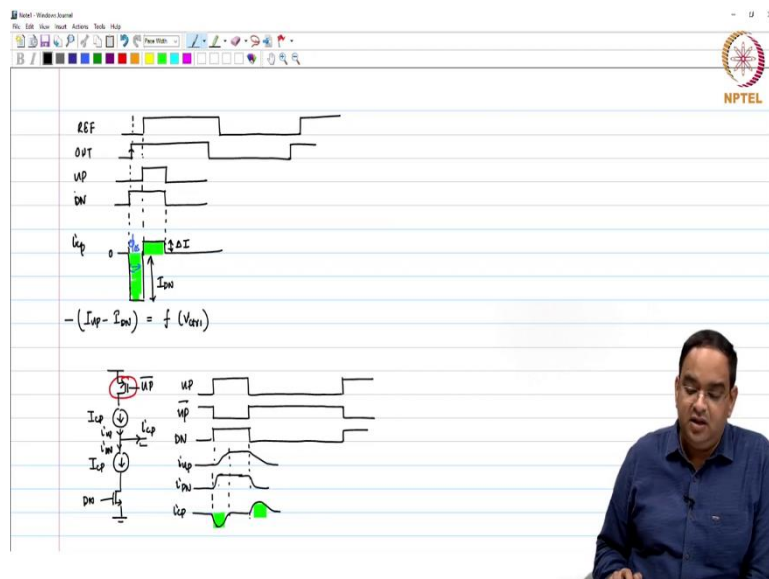 Note1 - Windows Journal
File Edit View Insert Actions Tools Help
Page Width
B I
NPTEL
REF
OUT
UP
DN
icp 0 ΔI
IDN
-(IUP - IDN) = f (Vctrl)
UP
Icp
iup icp
iDN
Icp
DN
UP
UP
DN
iup
iDN
icp